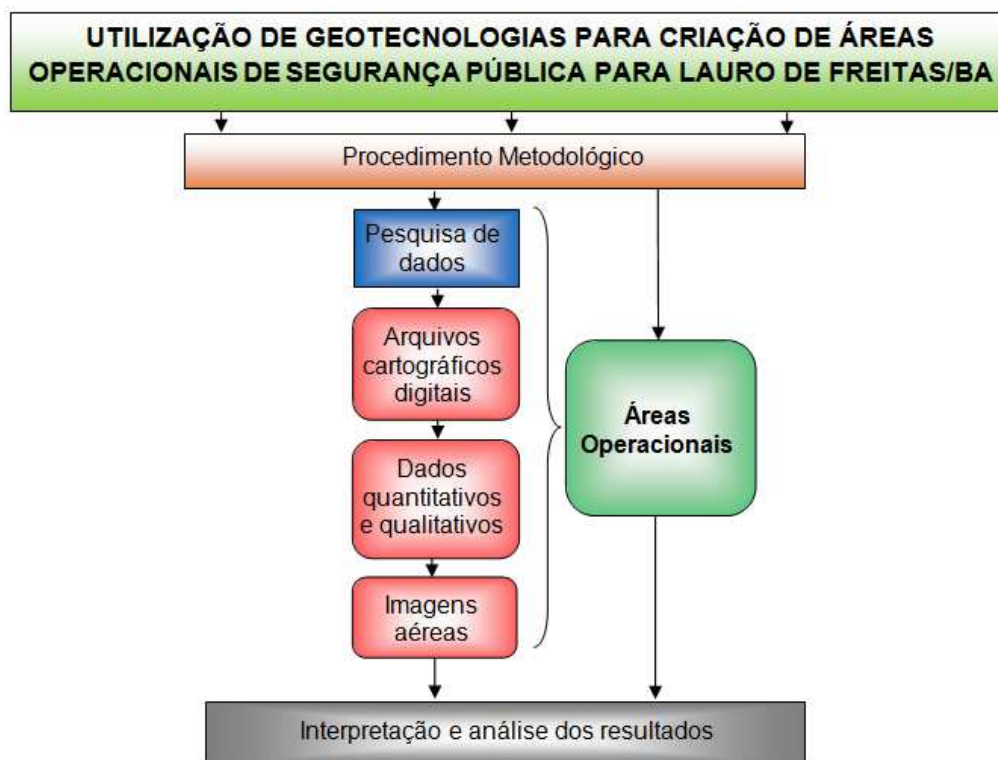 UTILIZAÇÃO DE GEOTECNOLOGIAS PARA CRIAÇÃO DE ÁREAS
OPERACIONAIS DE SEGURANÇA PÚBLICA PARA LAURO DE FREITAS/BA
Procedimento Metodológico
Pesquisa de
dados
Arquivos
cartográficos
digitais
Dados
quantitativos
e qualitativos
Imagens
aéreas
Áreas
Operacionais
Interpretação e análise dos resultados